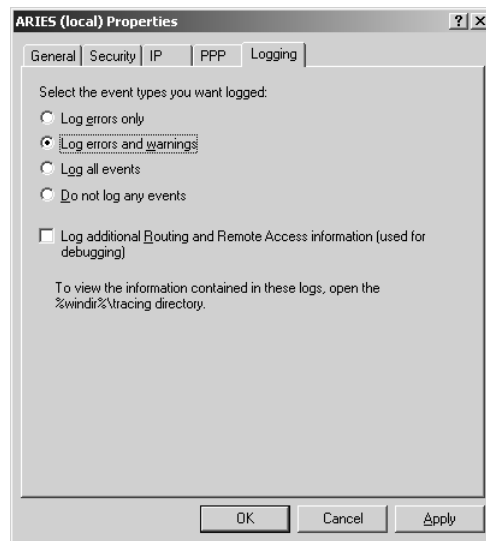 ARIES (local) Properties ? X
General Security IP PPP Logging
Select the event types you want logged:
Log errors only
Log errors and warnings
Log all events
Do not log any events
Log additional Routing and Remote Access information (used for
debugging)
To view the information contained in these logs, open the
%windir%\tracing directory.
OK Cancel Apply